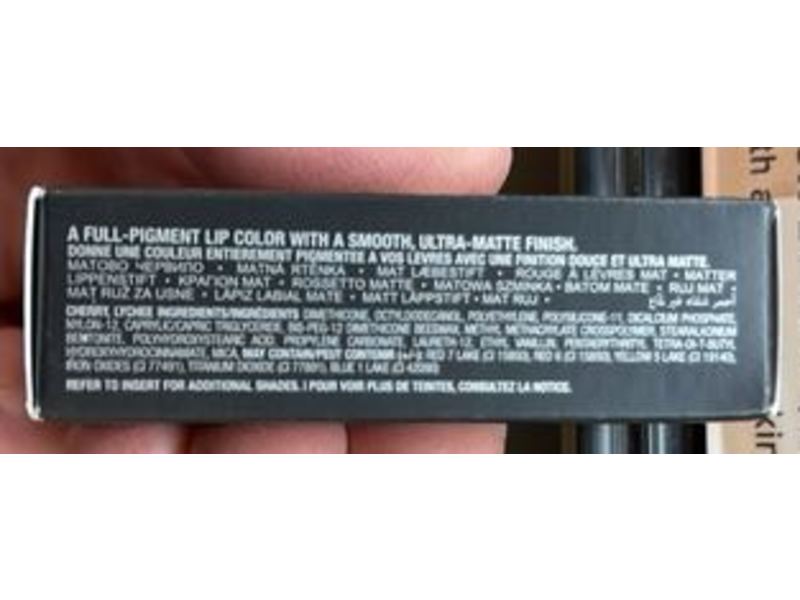 A FULL-PIGMENT LIP COLOR WITH A SMOOTH, ULTRA-MATTE FINISH.
DONNE UNE COULEUR ENTIEREMENT PIGMENTEE A VOS LÈVRES AVEC UNE FINITION DOUCE ET ULTRA MATTE.
МАТОВО ЧЕРВИЛО • MATNÁ RTĚNKA • MAT LÆBESTIFT • ROUGE À LÈVRES MAT • MATTER
LIPPENSTIFT • ΚΡΑΓΙΟΝ ΜΑΤ • ROSSETTO MATTE • MATOWA SZMINKA • BATOM MATE • RUJ MAT •
MAT RUŽ ZA USNE • LÁPIZ LABIAL MATE • MATT LÄPPSTIFT • MAT RUJ • أحمر شفاه غير لماع
CHERRY, LYCHEE INGREDIENTS/INGRÉDIENTS DIMETHICONE, OCTYLDODECANOL, POLYETHYLENE, POLYSILICONE-11, DICALCIUM PHOSPHATE,
NYLON-12, CAPRYLIC/CAPRIC TRIGLYCERIDE, BIS-PEG-12 DIMETHICONE BEESWAX, METHYL METHACRYLATE CROSSPOLYMER, STEARALKONIUM
BENTONITE, POLYHYDROXYSTEARIC ACID, PROPYLENE CARBONATE, LAURETH-12, ETHYL VANILLIN, PENTAERYTHRITYL TETRA-DI-T-BUTYL
HYDROXYHYDROCINNAMATE, MICA, (MAY CONTAIN/PEUT CONTENIR (+/-): RED 7 LAKE (CI 15850), RED 6 (CI 15850), YELLOW 5 LAKE (CI 19140),
IRON OXIDES (CI 77491), TITANIUM DIOXIDE (CI 77891), BLUE 1 LAKE (CI 42090)
REFER TO INSERT FOR ADDITIONAL SHADES. | POUR VOIR PLUS DE TEINTES, CONSULTEZ LA NOTICE.